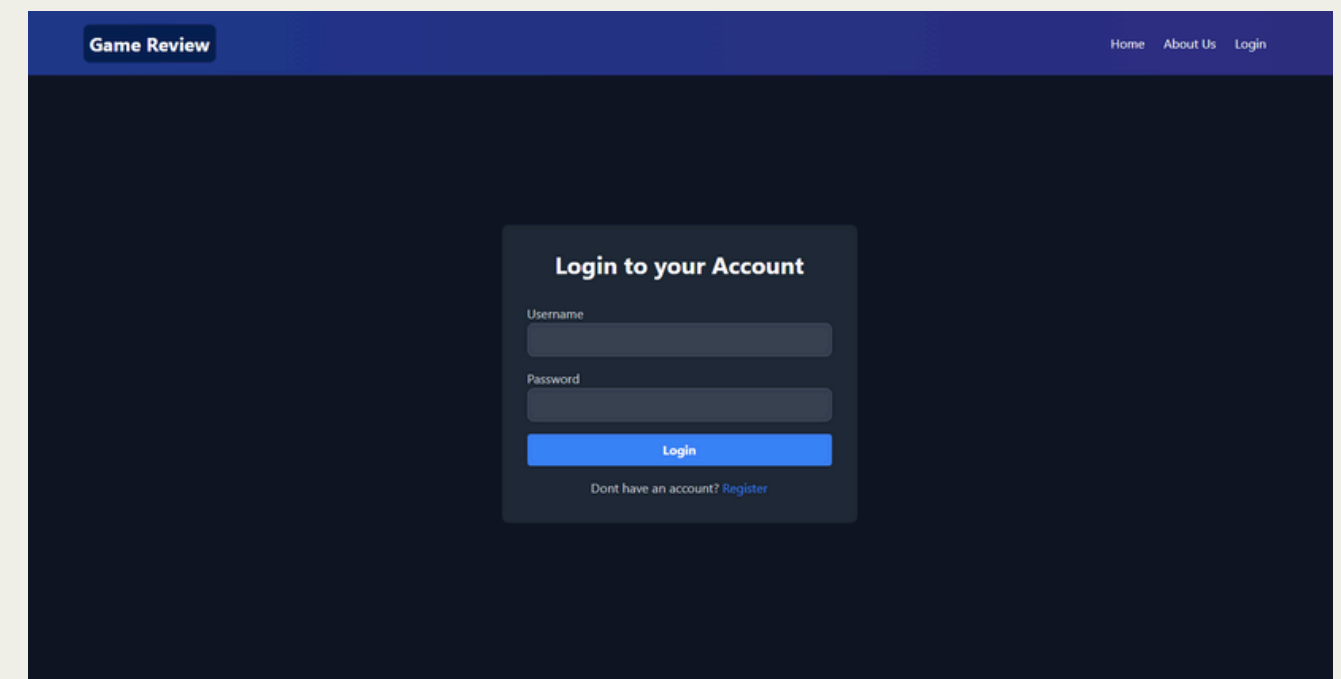 Game Review
Home About Us Login
Login to your Account
Username
Password
Login
Dont have an account? Register